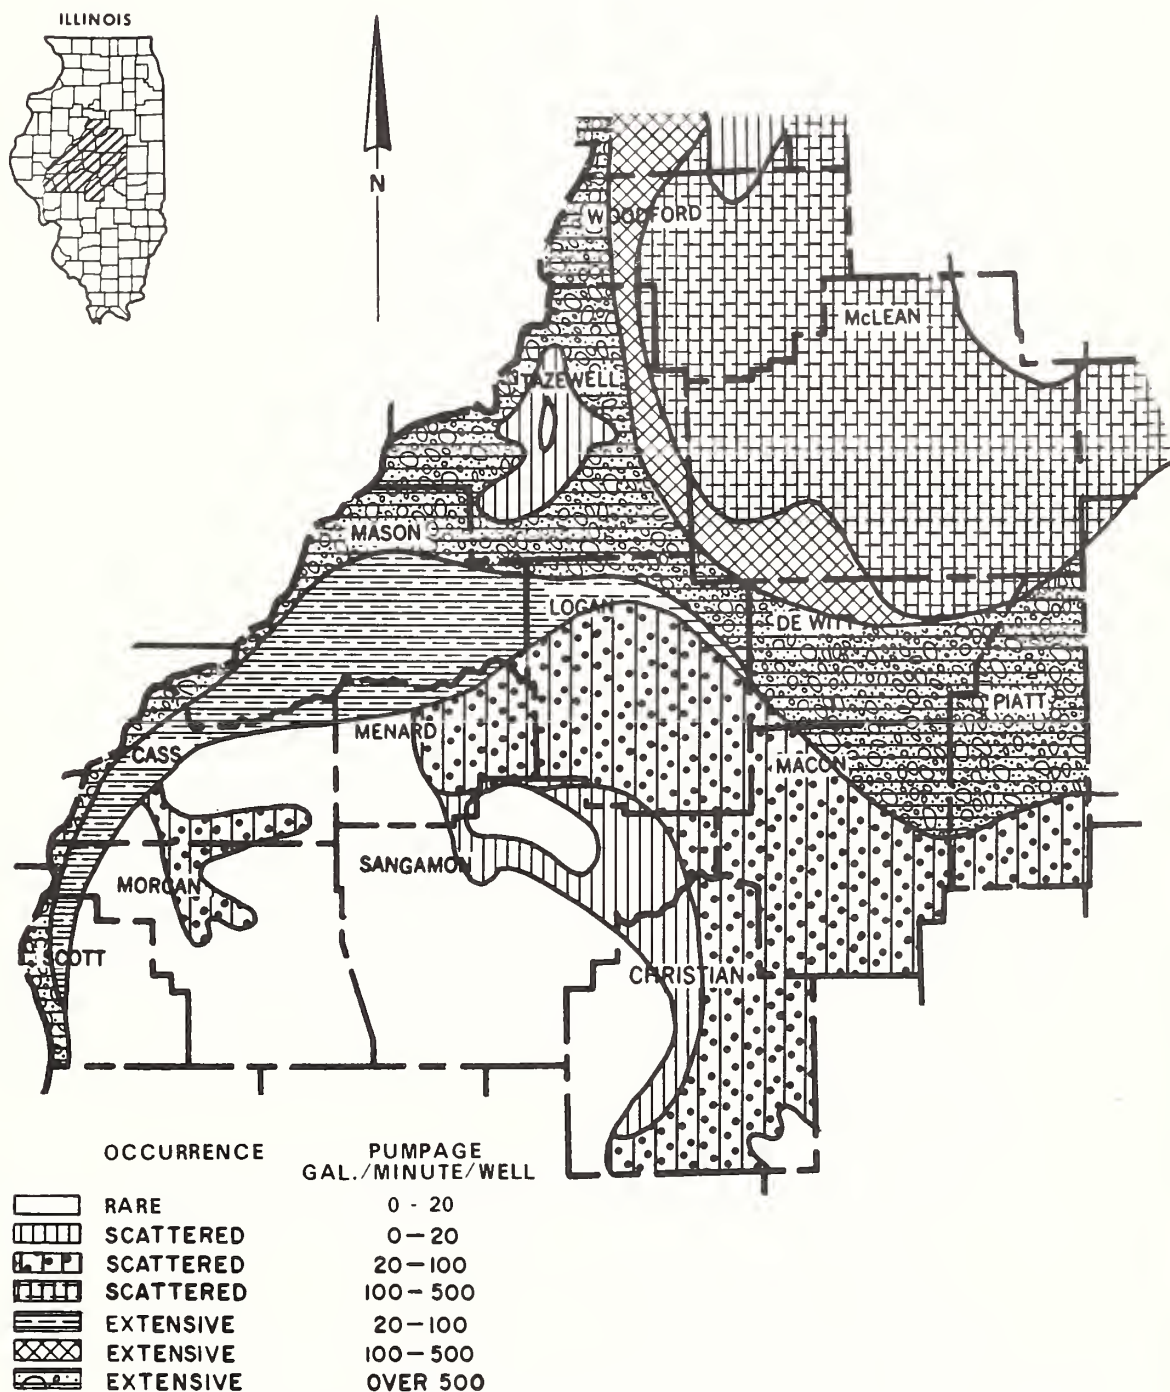 ILLINOIS
N
WOODFORD
McLEAN
TAZEWELL
MASON
LOGAN
DE WITT
PIATT
MENARD
CASS
MACON
SANGAMON
MORGAN
SCOTT
CHRISTIAN
OCCURRENCE PUMPAGE
GAL./MINUTE/WELL
RARE 0 - 20
SCATTERED 0-20
SCATTERED 20-100
SCATTERED 100-500
EXTENSIVE 20-100
EXTENSIVE 100-500
EXTENSIVE OVER 500